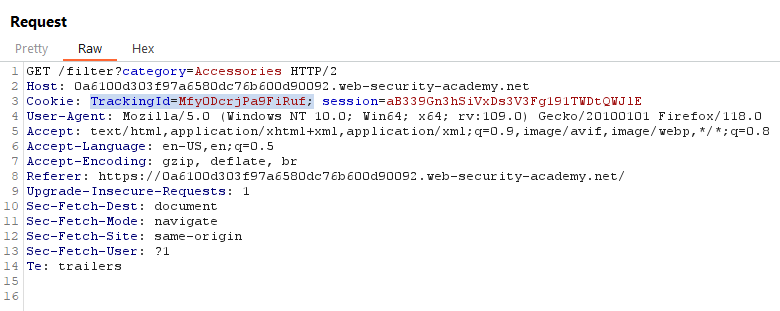 Request
Pretty Raw Hex
1 GET /filter?category=Accessories HTTP/2
2 Host: 0a6100d303f97a6580dc76b600d90092.web-security-academy.net
3 Cookie: TrackingId=MfyODcrjPa9FiRuf; session=aB339Gn3hSiVxDs3V3Fg191TWDtQWJlE
4 User-Agent: Mozilla/5.0 (Windows NT 10.0; Win64; x64; rv:109.0) Gecko/20100101 Firefox/118.0
5 Accept: text/html,application/xhtml+xml,application/xml;q=0.9,image/avif,image/webp,*/*;q=0.8
6 Accept-Language: en-US,en;q=0.5
7 Accept-Encoding: gzip, deflate, br
8 Referer: https://0a6100d303f97a6580dc76b600d90092.web-security-academy.net/
9 Upgrade-Insecure-Requests: 1
10 Sec-Fetch-Dest: document
11 Sec-Fetch-Mode: navigate
12 Sec-Fetch-Site: same-origin
13 Sec-Fetch-User: ?1
14 Te: trailers
15
16